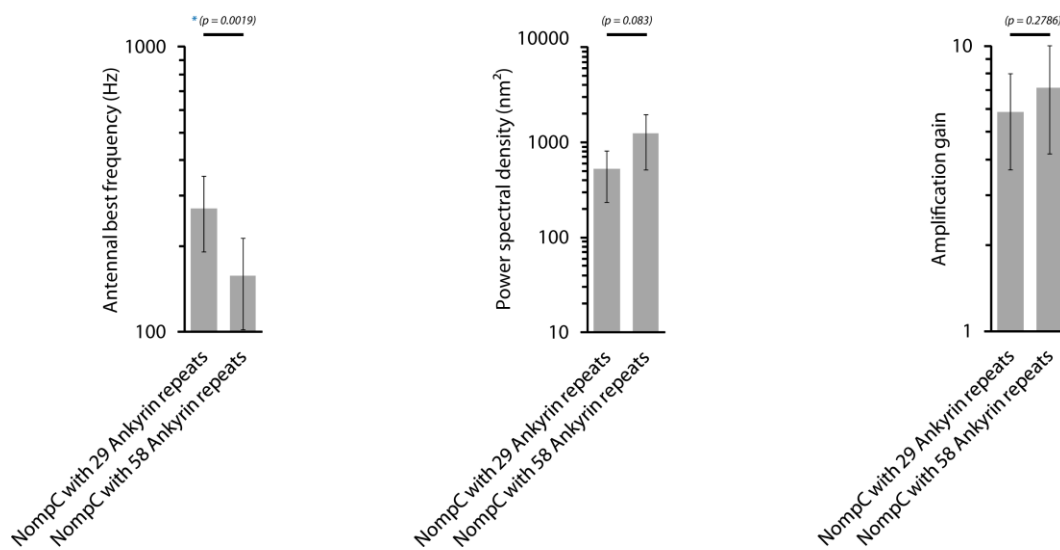 * (p = 0.0019)
1000
100
Antennal best frequency (Hz)
NompC with 29 Ankyrin repeats
NompC with 58 Ankyrin repeats
(p = 0.083)
10000
1000
100
10
Power spectral density (nm²)
NompC with 29 Ankyrin repeats
NompC with 58 Ankyrin repeats
(p = 0.2786)
10
1
Amplification gain
NompC with 29 Ankyrin repeats
NompC with 58 Ankyrin repeats